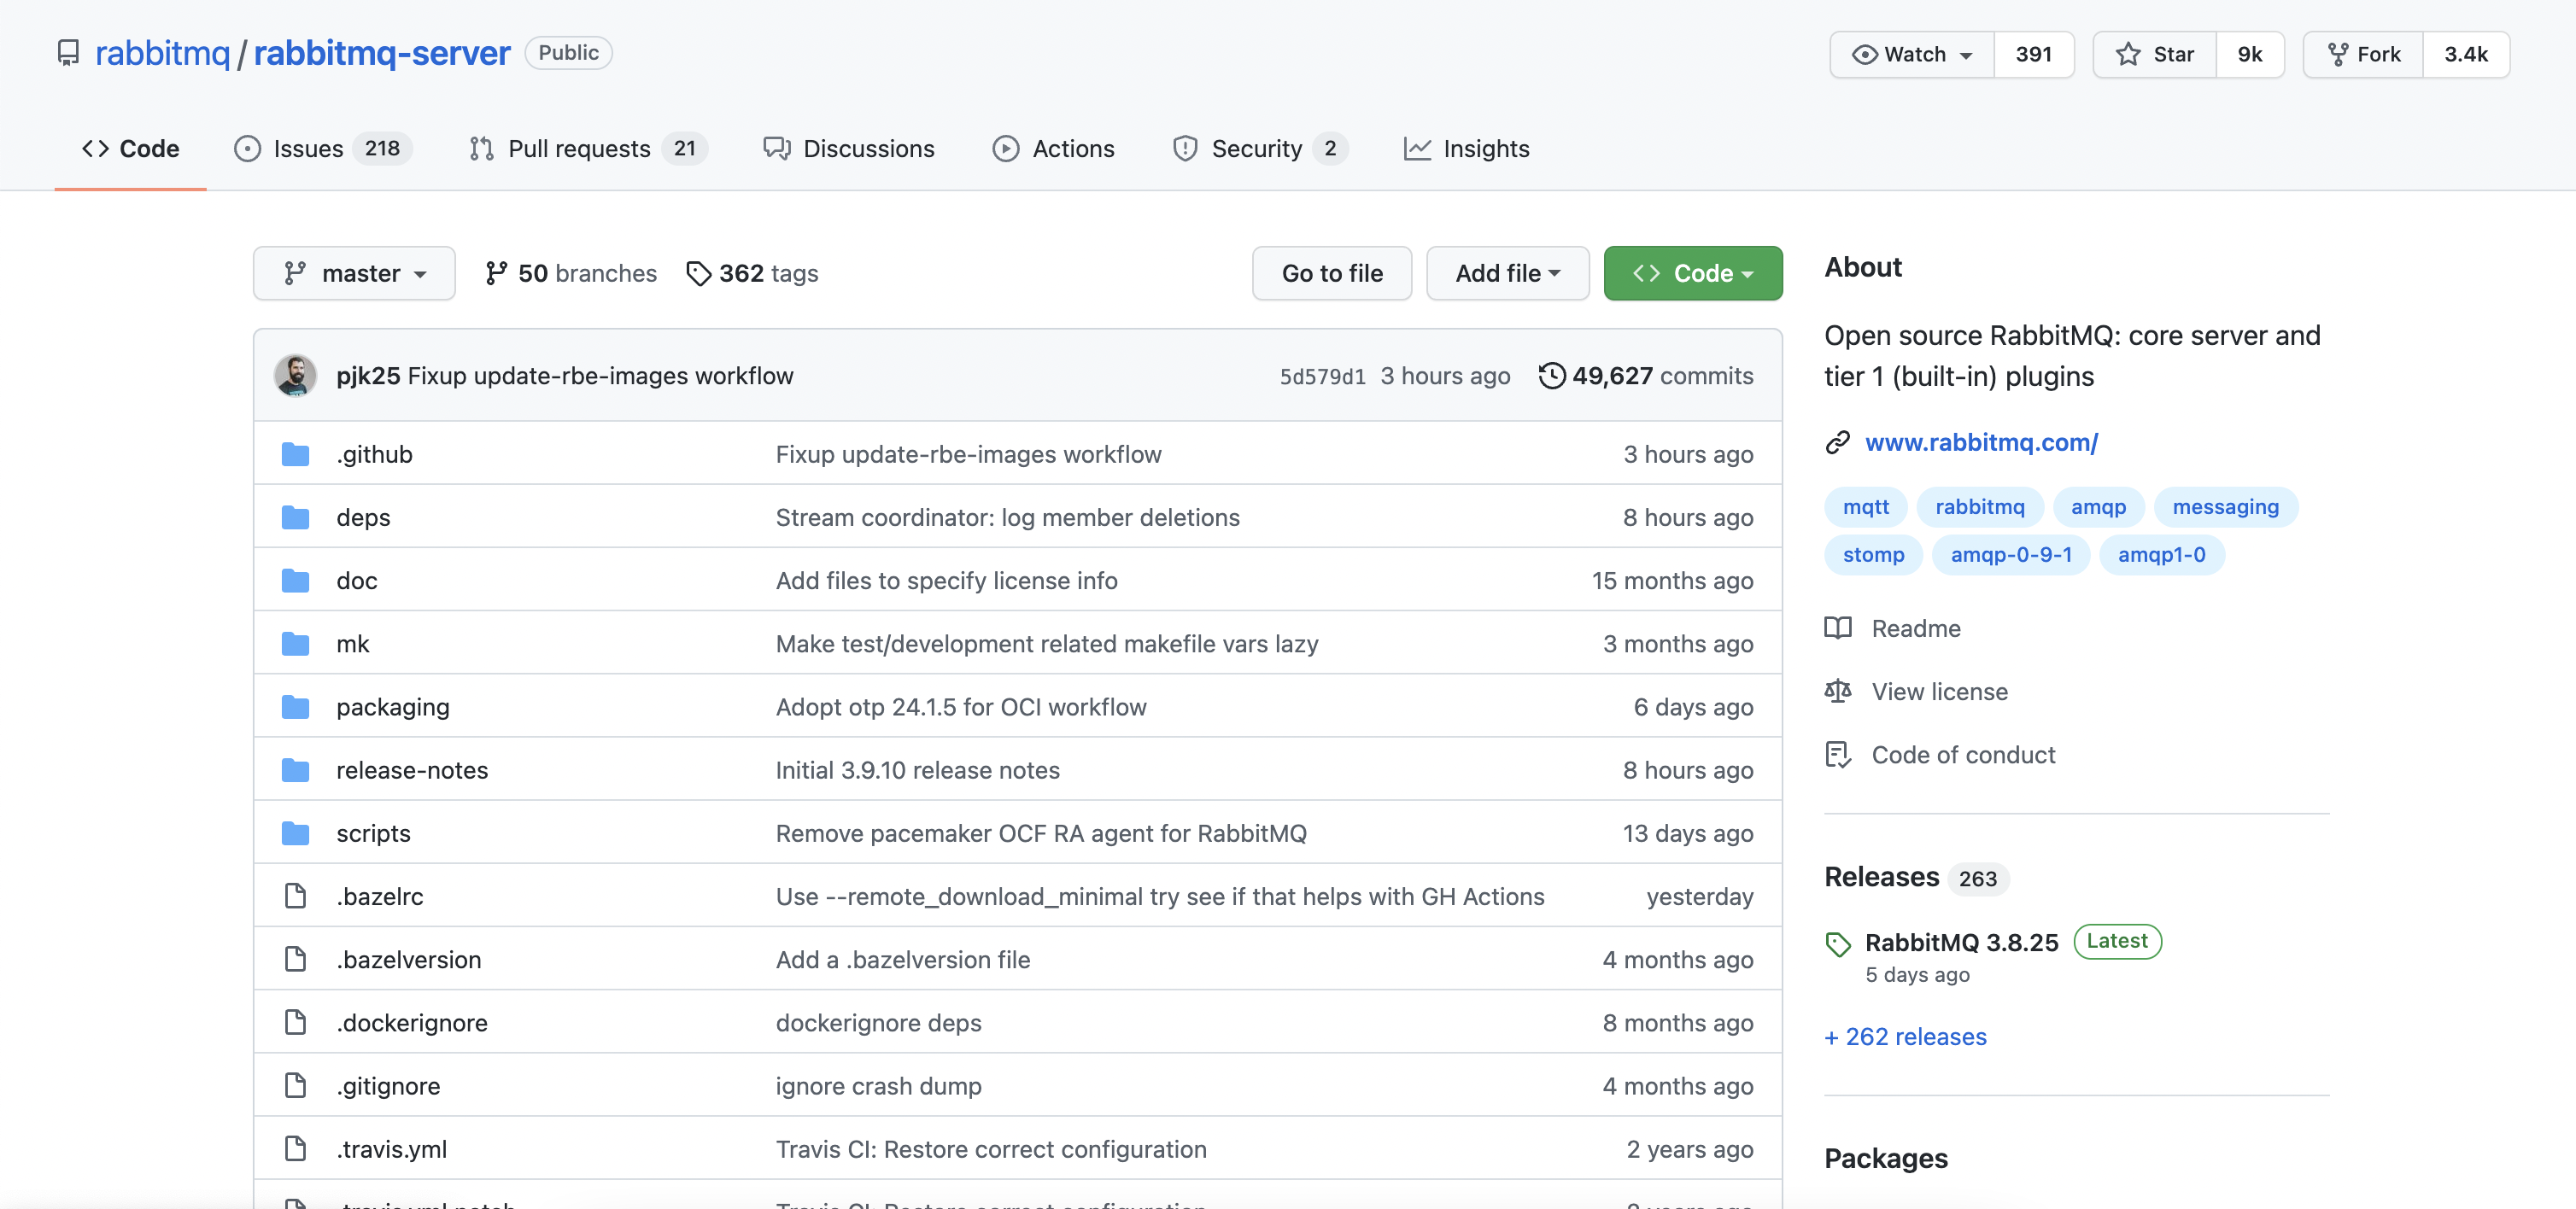 rabbitmq / rabbitmq-server Public Watch 391 Star 9k Fork 3.4k
Code Issues 218 Pull requests 21 Discussions Actions Security 2 Insights
master 50 branches 362 tags Go to file Add file Code
pjk25 Fixup update-rbe-images workflow 5d579d1 3 hours ago 49,627 commits
.github Fixup update-rbe-images workflow 3 hours ago
deps Stream coordinator: log member deletions 8 hours ago
doc Add files to specify license info 15 months ago
mk Make test/development related makefile vars lazy 3 months ago
packaging Adopt otp 24.1.5 for OCI workflow 6 days ago
release-notes Initial 3.9.10 release notes 8 hours ago
scripts Remove pacemaker OCF RA agent for RabbitMQ 13 days ago
.bazelrc Use --remote_download_minimal try see if that helps with GH Actions yesterday
.bazelversion Add a .bazelversion file 4 months ago
.dockerignore dockerignore deps 8 months ago
.gitignore ignore crash dump 4 months ago
.travis.yml Travis CI: Restore correct configuration 2 years ago
About
Open source RabbitMQ: core server and
tier 1 (built-in) plugins
www.rabbitmq.com/
mqtt rabbitmq amqp messaging
stomp amqp-0-9-1 amqp1-0
Readme
View license
Code of conduct
Releases 263
RabbitMQ 3.8.25 Latest
5 days ago
+ 262 releases
Packages